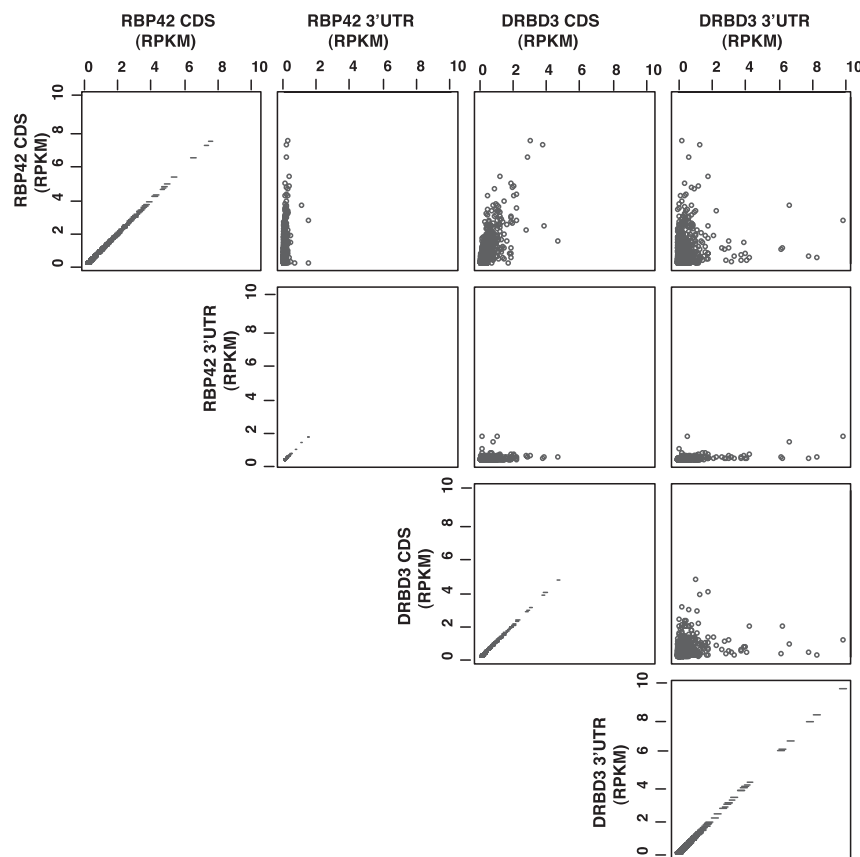 RBP42 CDS RBP42 3'UTR DRBD3 CDS DRBD3 3'UTR
(RPKM) (RPKM) (RPKM) (RPKM)
0 2 4 6 8 10 0 2 4 6 8 10 0 2 4 6 8 10 0 2 4 6 8 10
RBP42 CDS
(RPKM)
10
8
6
4
2
0
RBP42 3'UTR
(RPKM)
10
8
6
4
2
0
DRBD3 CDS
(RPKM)
10
8
6
4
2
0
DRBD3 3'UTR
(RPKM)
10
8
6
4
2
0